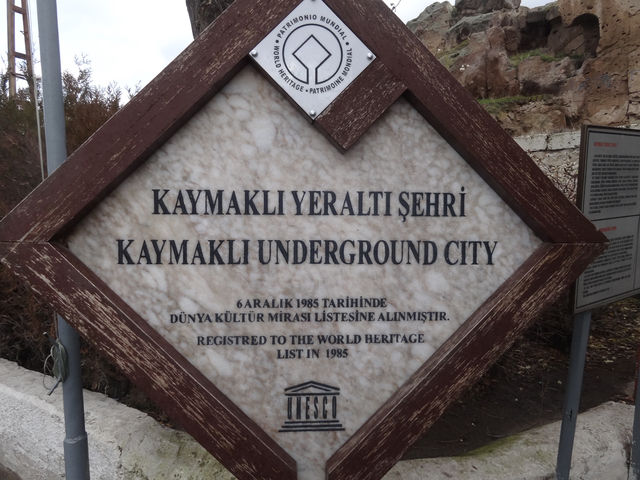 PATRIMONIO MUNDIAL
WORLD HERITAGE • PATRIMOINE MONDIAL
KAYMAKLI YERALTI ŞEHRİ
KAYMAKLI UNDERGROUND CITY
6 ARALIK 1985 TARİHİNDE
DÜNYA KÜLTÜR MİRASI LİSTESİNE ALINMIŞTIR.
REGISTRED TO THE WORLD HERITAGE
LIST IN 1985
UNESCO